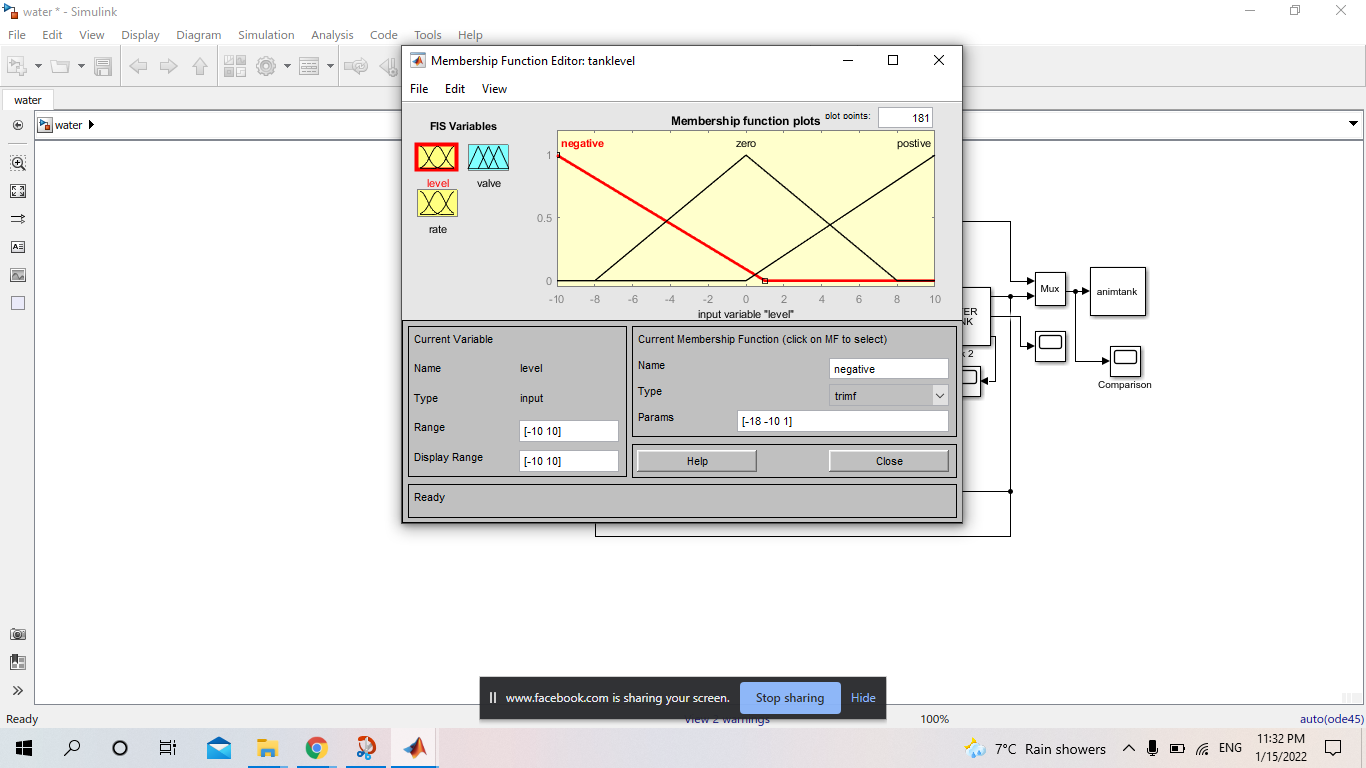 water * - Simulink
File Edit View Display Diagram Simulation Analysis Code Tools Help
water
water
Membership Function Editor: tanklevel
File Edit View
FIS Variables
level
valve
rate
Membership function plots
plot points:
181
negative
zero
postive
1
0.5
0
-10 -8 -6 -4 -2 0 2 4 6 8 10
input variable "level"
Current Variable
Name level
Type input
Range [-10 10]
Display Range [-10 10]
Current Membership Function (click on MF to select)
Name negative
Type trimf
Params [-18 -10 1]
Help Close
Ready
ER
NK
k 2
Mux
animtank
Comparison
www.facebook.com is sharing your screen. Stop sharing Hide
Ready View 2 warnings 100% auto(ode45)
7°C Rain showers ENG 11:32 PM
1/15/2022